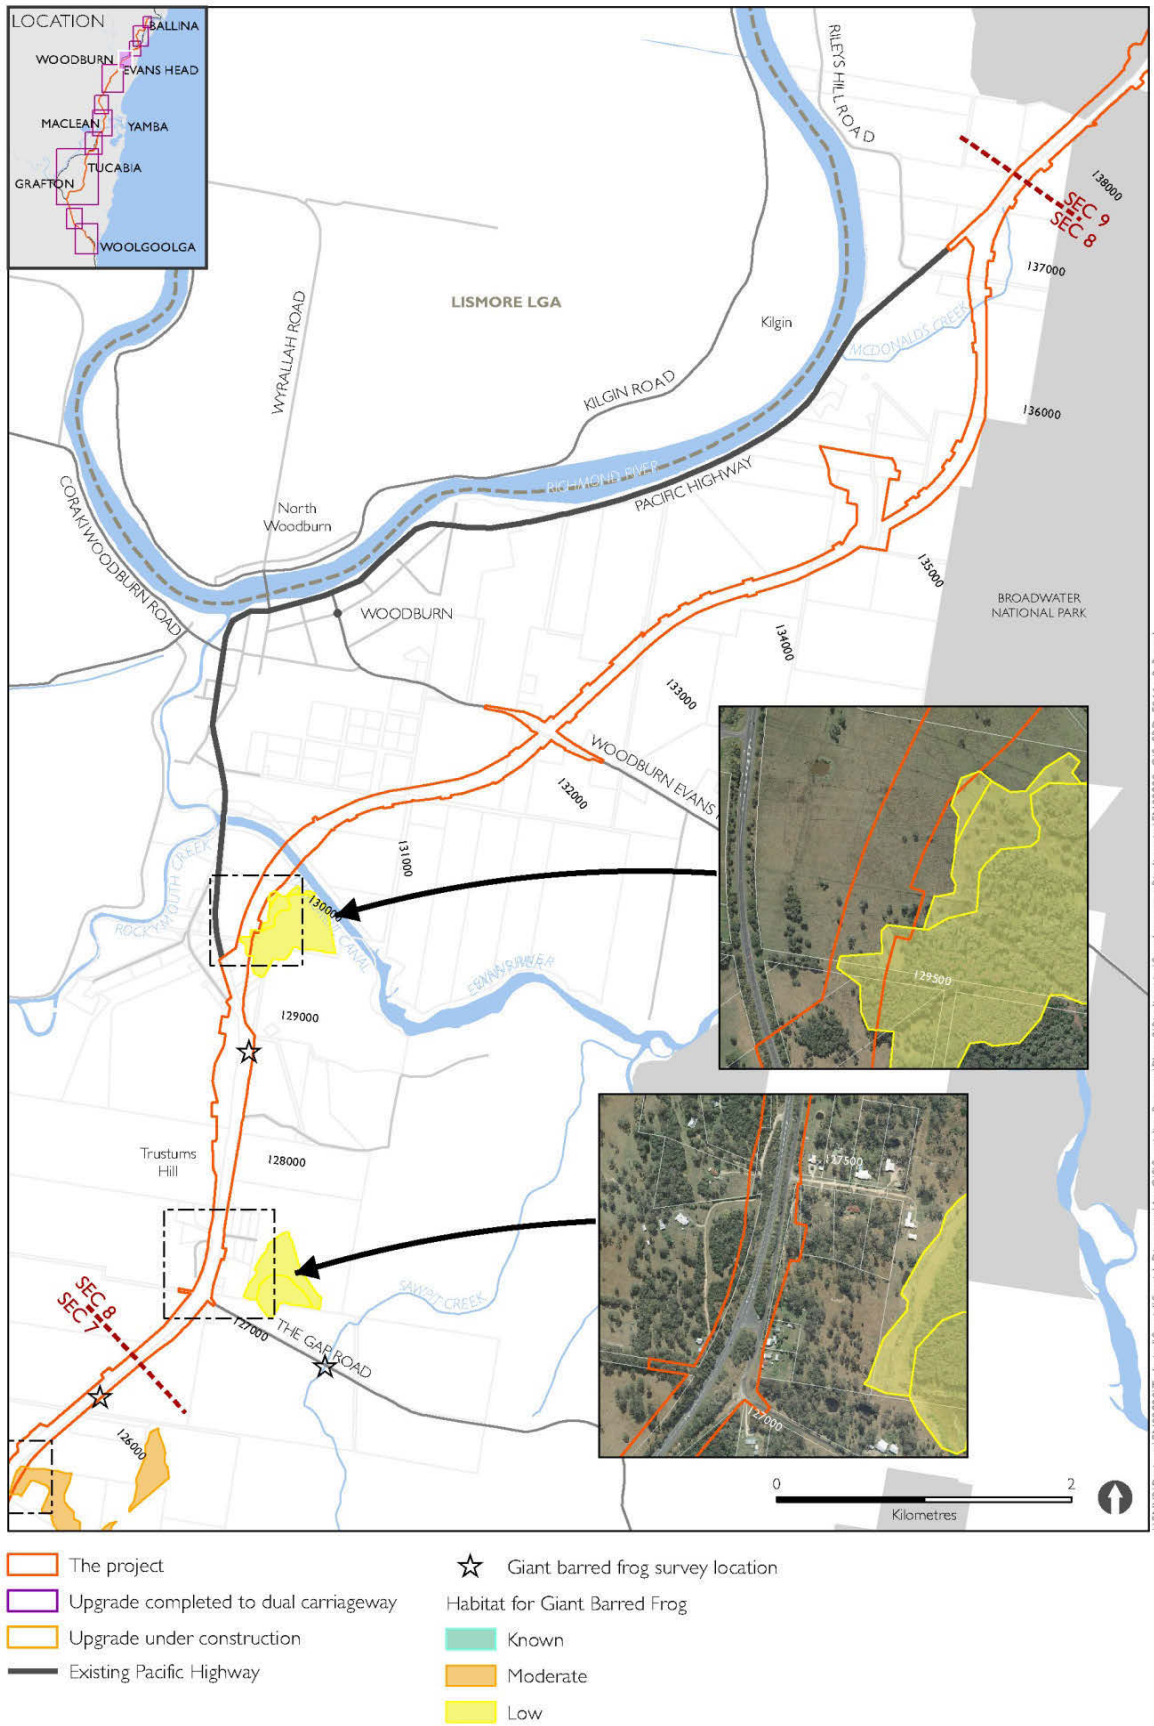 LOCATION
BALLINA
WOODBURN
EVANS HEAD
MACLEAN
YAMBA
TUCABIA
GRAFTON
WOOLGOOLGA
RILEYS HILL ROAD
138000
SEC 9
SEC 8
137000
LISMORE LGA
WYRALLAH ROAD
Kilgin
MCDONALDS CREEK
KILGIN ROAD
136000
RICHMOND RIVER
PACIFIC HIGHWAY
CORAKI WOODBURN ROAD
North
Woodburn
135000
BROADWATER
NATIONAL PARK
WOODBURN
134000
133000
WOODBURN EVANS
132000
131000
ROCKY MOUTH CREEK
130000
CANAL
EVANS RIVER
129500
129000
Trustums
Hill
128000
127500
SAWPIT CREEK
SEC 8
SEC 7
127000
THE GAP ROAD
127000
126000
0
2
Kilometres
The project
Upgrade completed to dual carriageway
Upgrade under construction
Existing Pacific Highway
Giant barred frog survey location
Habitat for Giant Barred Frog
Known
Moderate
Low